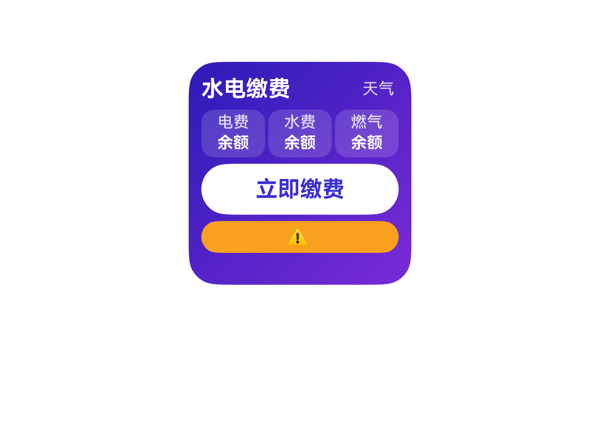 水电缴费 天气
电费 水费 燃气
余额 余额 余额
立即缴费
⚠️